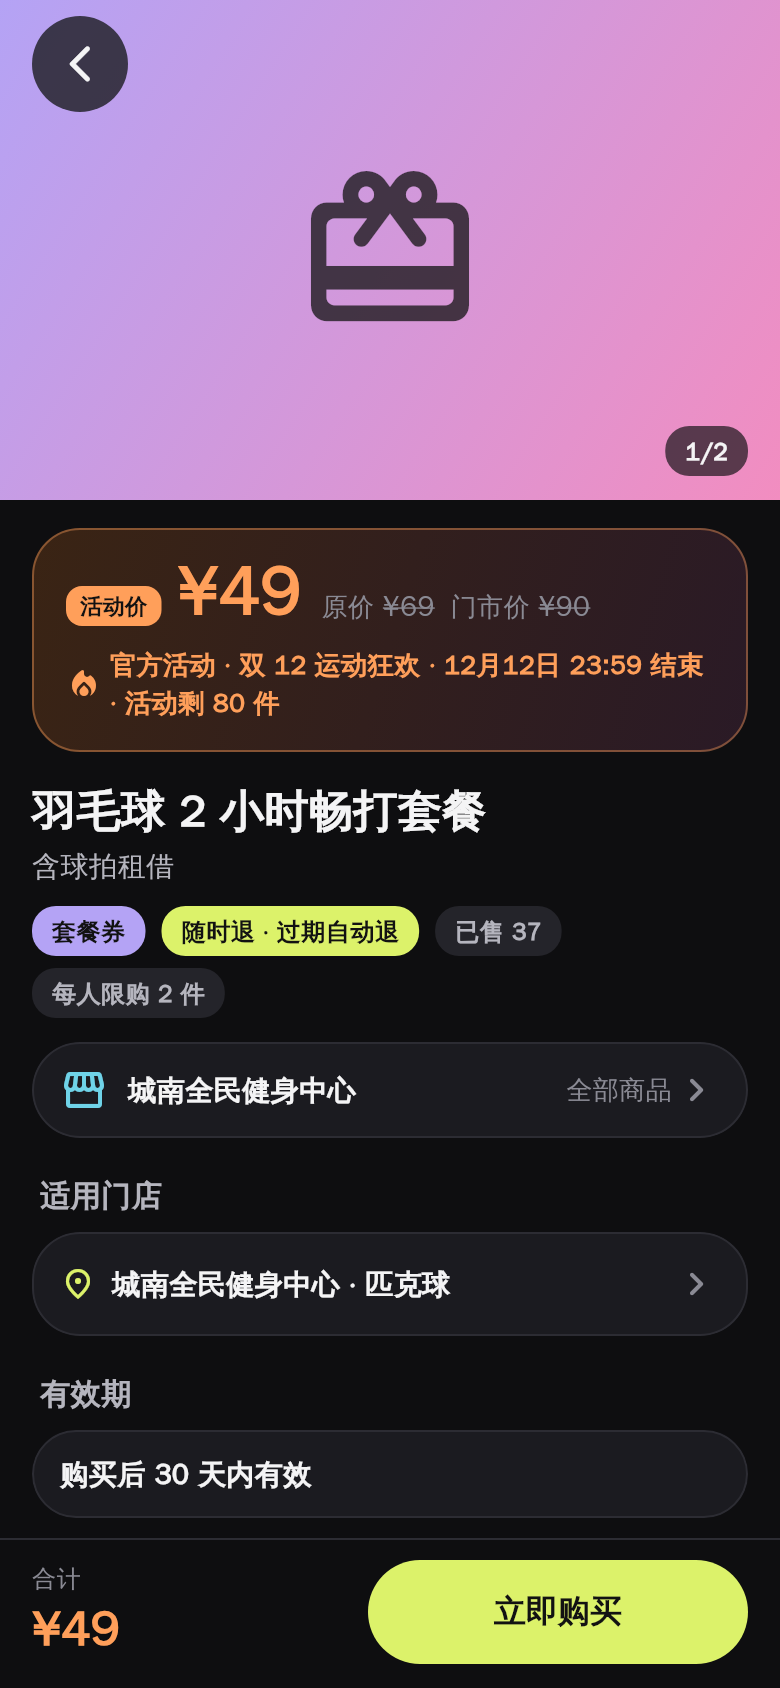 1/2
活动价 ¥49 原价 ¥69 门市价 ¥90
官方活动 · 双 12 运动狂欢 · 12月12日 23:59 结束
· 活动剩 80 件
羽毛球 2 小时畅打套餐
含球拍租借
套餐券 随时退 · 过期自动退 已售 37
每人限购 2 件
城南全民健身中心 全部商品
适用门店
城南全民健身中心 · 匹克球
有效期
购买后 30 天内有效
合计
¥49
立即购买